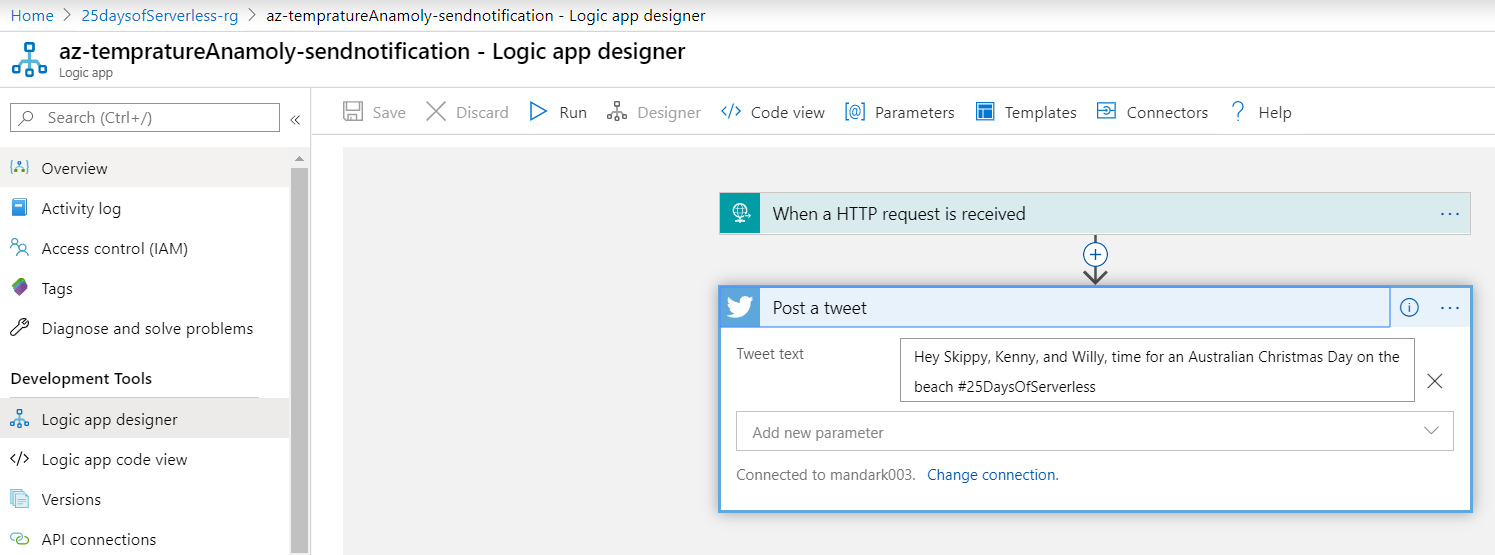 Home > 25daysofServerless-rg > az-tempratureAnamoly-sendnotification - Logic app designer
az-tempratureAnamoly-sendnotification - Logic app designer
Logic app
Search (Ctrl+/)
«
Save Discard Run Designer </> Code view [@] Parameters Templates Connectors ? Help
Overview
Activity log
Access control (IAM)
Tags
Diagnose and solve problems
Development Tools
Logic app designer
</> Logic app code view
Versions
API connections
When a HTTP request is received ...
+
Post a tweet ...
Tweet text
Hey Skippy, Kenny, and Willy, time for an Australian Christmas Day on the
beach #25DaysOfServerless
Add new parameter
Connected to mandark003. Change connection.